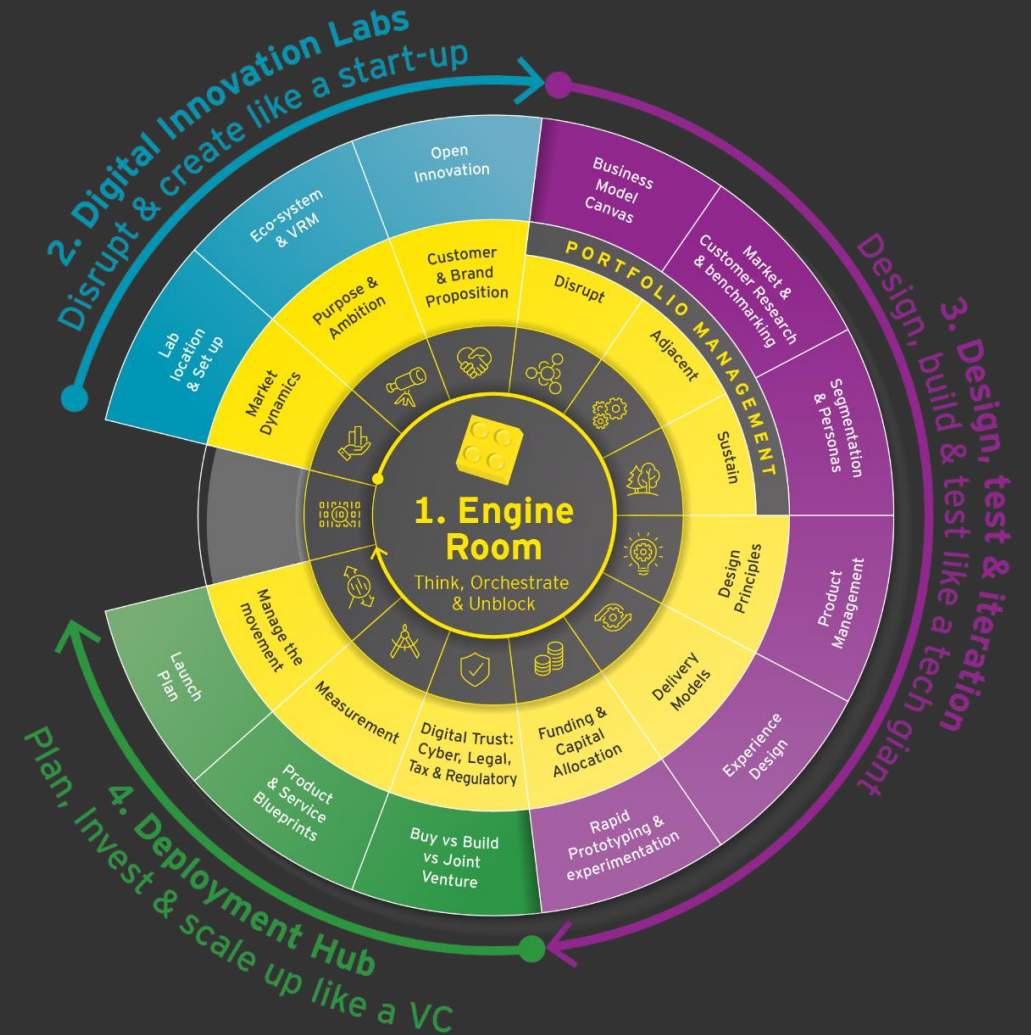 1. Engine
Room
Think, Orchestrate
& Unblock
2. Digital Innovation Labs
Disrupt & create like a start-up
Lab
location
& Set up
Eco-system
& VRM
Open
Innovation
3. Design, test & iteration
Design, build & test like a tech giant
Business
Model
Canvas
Market &
Customer Research
& benchmarking
Segmentation
& Personas
Product
Management
Experience
Design
Rapid
Prototyping &
experimentation
4. Deployment Hub
Plan, Invest & scale up like a VC
Buy vs Build
vs Joint
Venture
Product
& Service
Blueprints
Launch
Plan
Market
Dynamics
Purpose &
Ambition
Customer
& Brand
Proposition
PORTFOLIO MANAGEMENT
Disrupt
Adjacent
Sustain
Design
Principles
Delivery
Models
Funding &
Capital
Allocation
Digital Trust:
Cyber, Legal,
Tax & Regulatory
Measurement
Manage the
movement